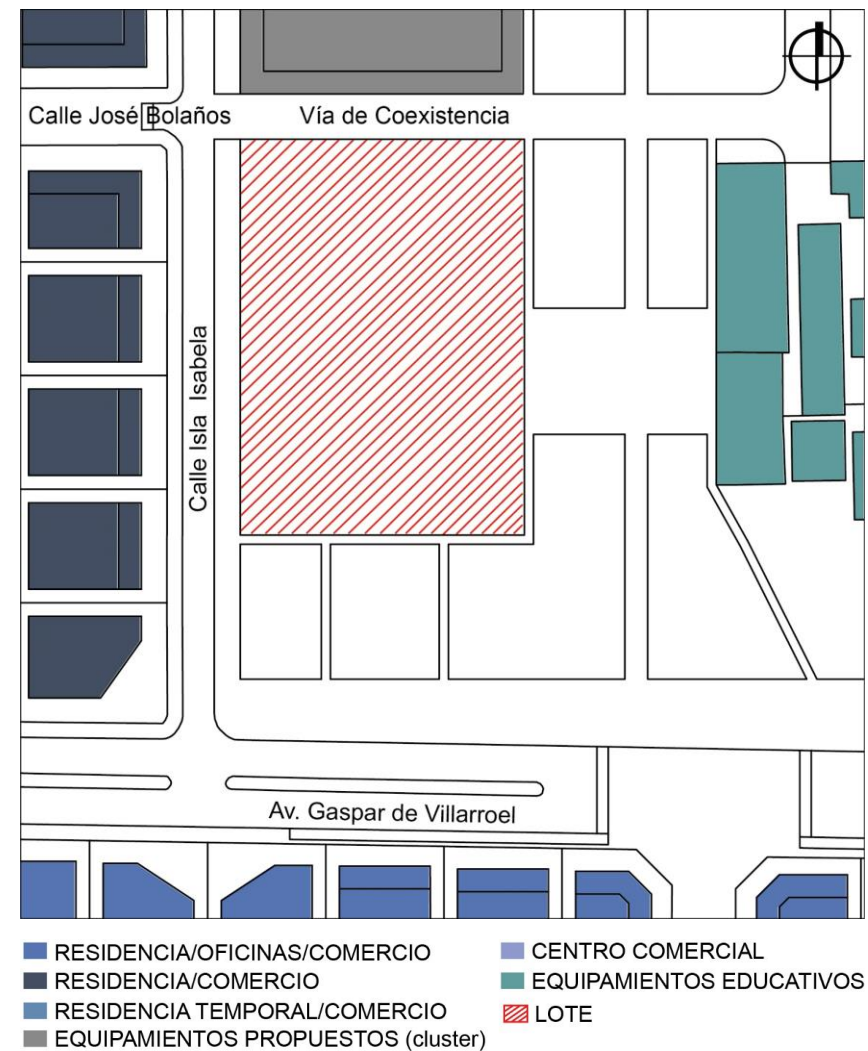 Calle José Bolaños
Vía de Coexistencia
Calle Isla Isabela
Av. Gaspar de Villarroel
RESIDENCIA/OFICINAS/COMERCIO
RESIDENCIA/COMERCIO
RESIDENCIA TEMPORAL/COMERCIO
EQUIPAMIENTOS PROPUESTOS (cluster)
CENTRO COMERCIAL
EQUIPAMIENTOS EDUCATIVOS
LOTE